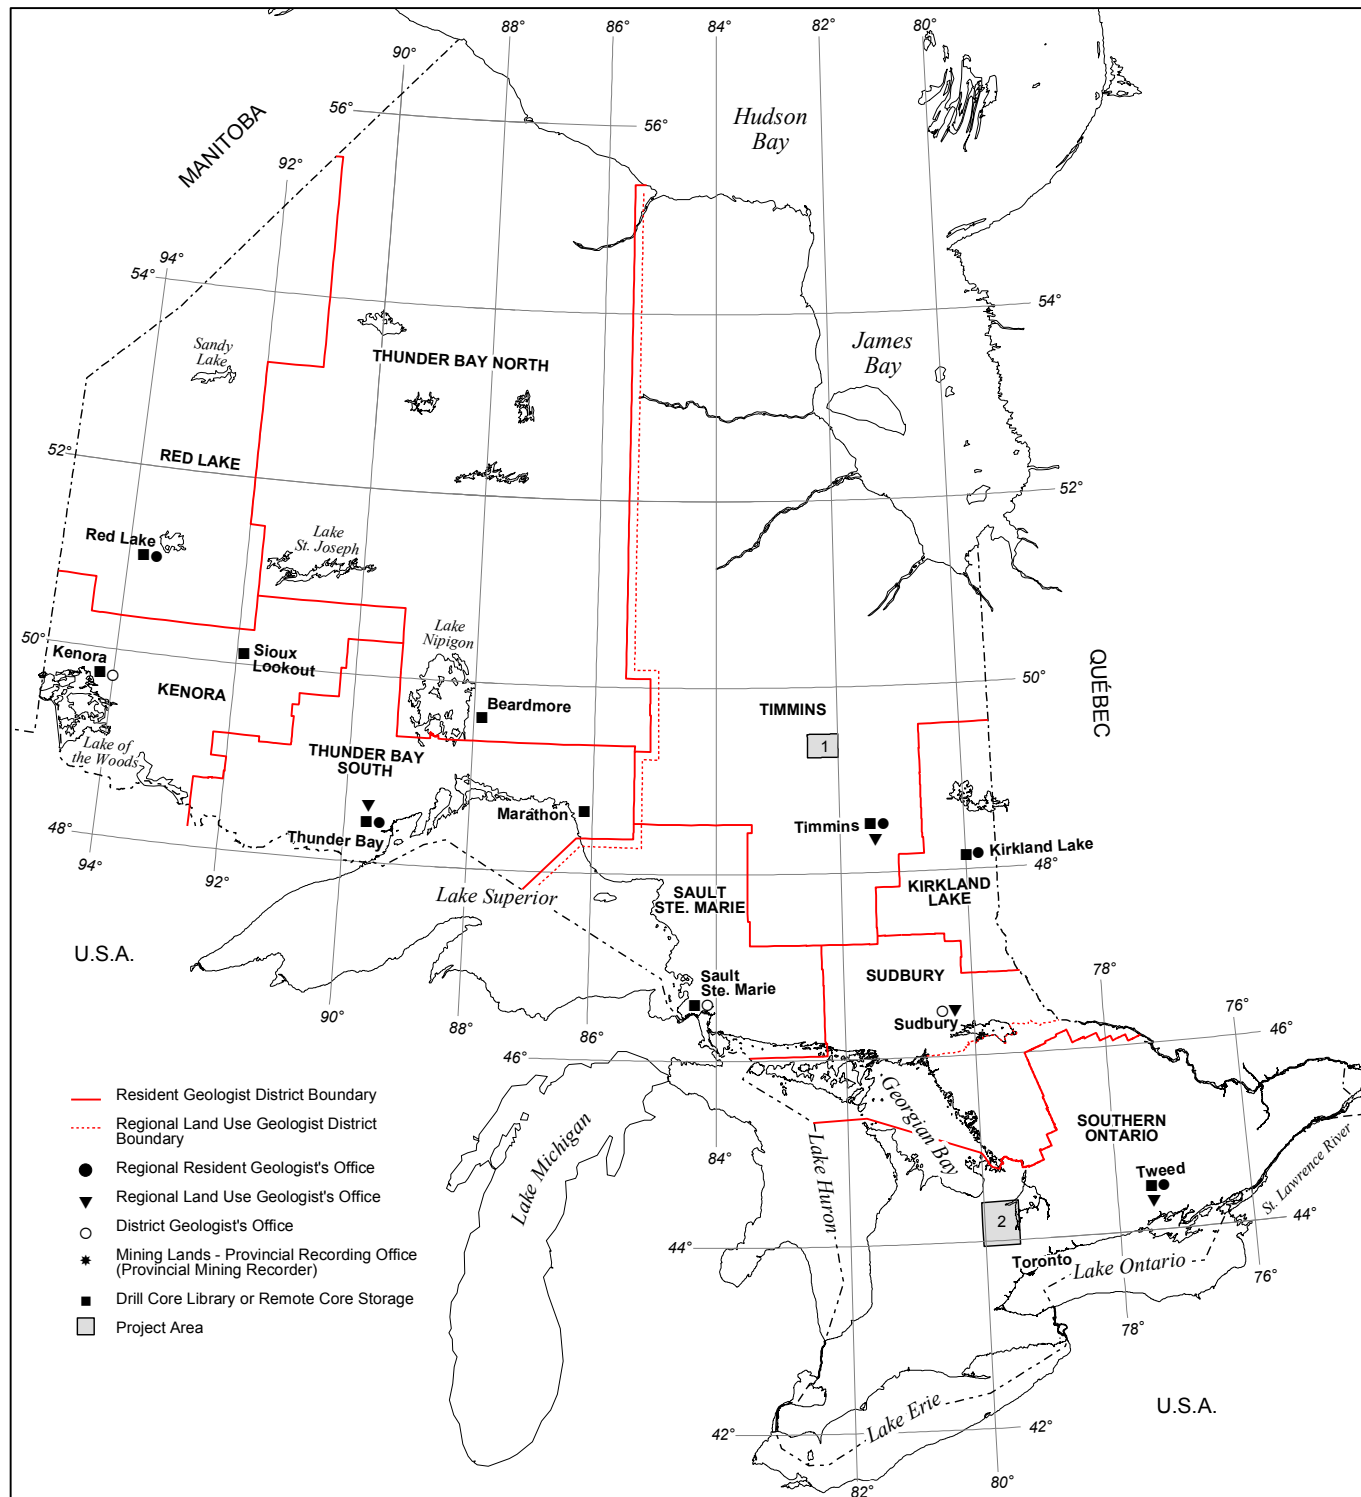 88°
86°
84°
82°
80°
90°
56°
56°
Hudson
Bay
MANITOBA
92°
94°
54°
54°
Sandy
Lake
THUNDER BAY NORTH
James
Bay
52°
RED LAKE
52°
Red Lake
Lake
St. Joseph
50°
Kenora
Sioux
Lookout
Lake
Nipigon
KENORA
50°
QUÉBEC
Beardmore
TIMMINS
1
Lake of
the Woods
THUNDER BAY
SOUTH
Marathon
Timmins
48°
Thunder Bay
Kirkland Lake
94°
92°
48°
Lake Superior
SAULT
STE. MARIE
KIRKLAND
LAKE
U.S.A.
SUDBURY
78°
76°
Sault
Ste. Marie
Sudbury
90°
88°
86°
46°
46°
Resident Geologist District Boundary
Regional Land Use Geologist District
Boundary
Regional Resident Geologist's Office
Regional Land Use Geologist's Office
District Geologist's Office
Mining Lands - Provincial Recording Office
(Provincial Mining Recorder)
Drill Core Library or Remote Core Storage
Project Area
Lake Michigan
84°
Lake Huron
Georgian Bay
SOUTHERN
ONTARIO
Tweed
St. Lawrence River
44°
2
44°
Toronto
Lake Ontario
76°
78°
Lake Erie
U.S.A.
42°
42°
82°
80°